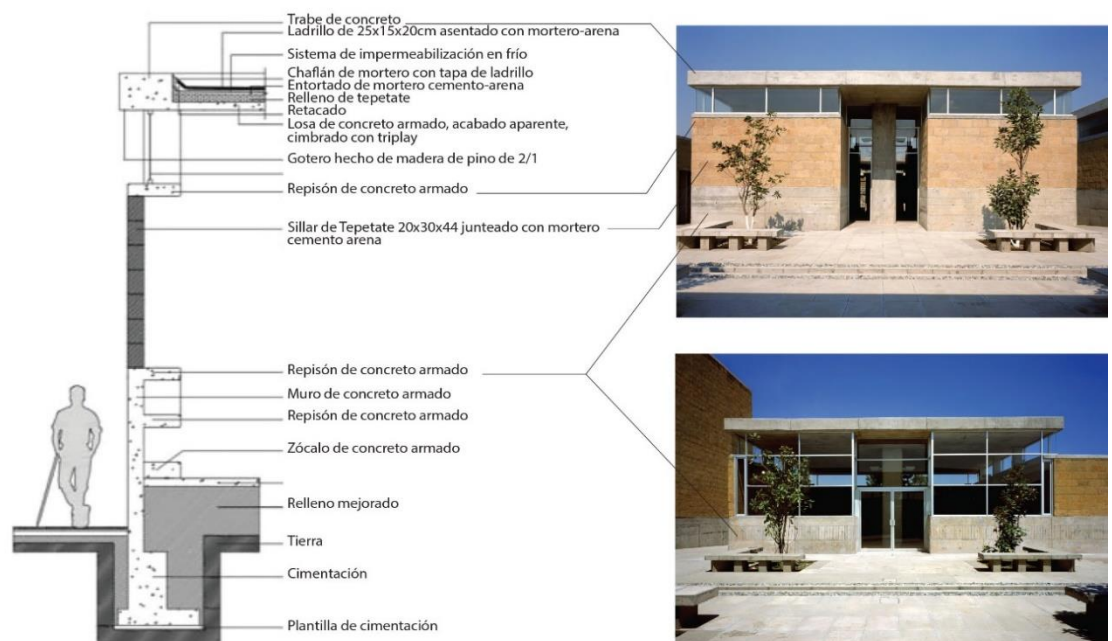 Trabe de concreto
Ladrillo de 25x15x20cm asentado con mortero-arena
Sistema de impermeabilización en frío
Chaflán de mortero con tapa de ladrillo
Entortado de mortero cemento-arena
Relleno de tepetate
Retacado
Losa de concreto armado, acabado aparente,
cimbrado con triplay
Gotero hecho de madera de pino de 2/1
Repisón de concreto armado
Sillar de Tepetate 20x30x44 junteado con mortero
cemento arena
Repisón de concreto armado
Muro de concreto armado
Repisón de concreto armado
Zócalo de concreto armado
Relleno mejorado
Tierra
Cimentación
Plantilla de cimentación